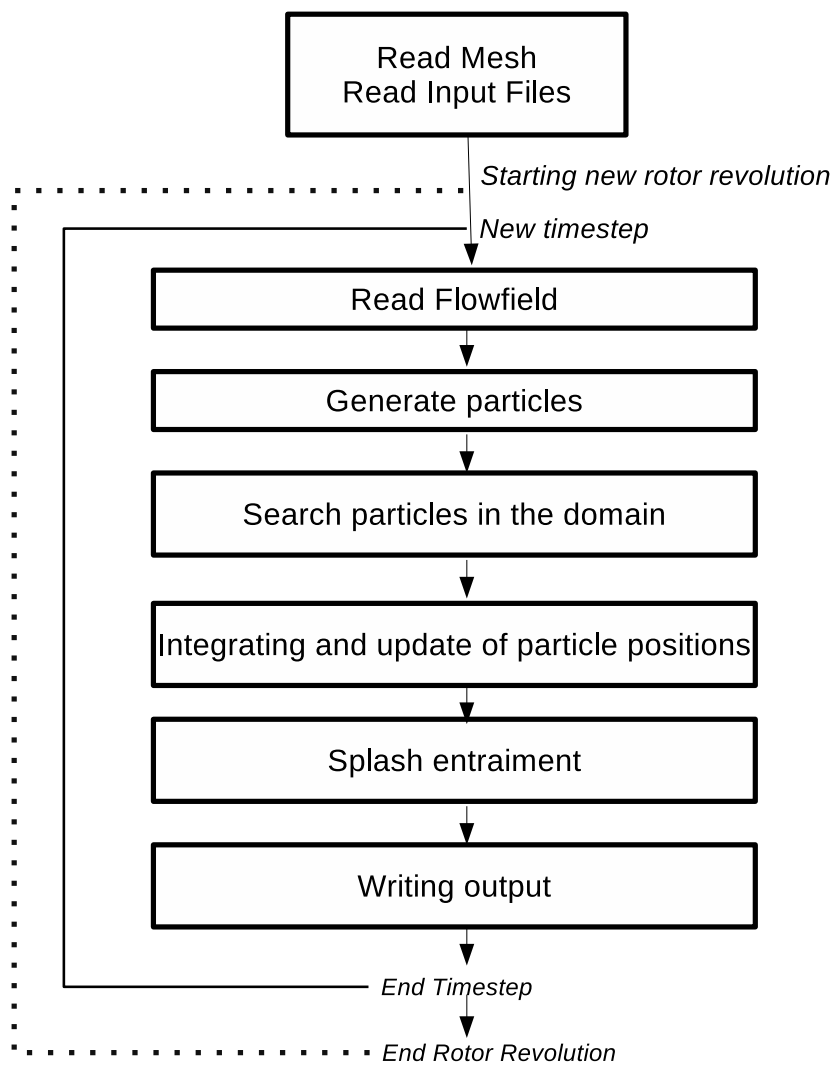 Read Mesh
Read Input Files
Starting new rotor revolution
New timestep
Read Flowfield
Generate particles
Search particles in the domain
Integrating and update of particle positions
Splash entraiment
Writing output
End Timestep
End Rotor Revolution